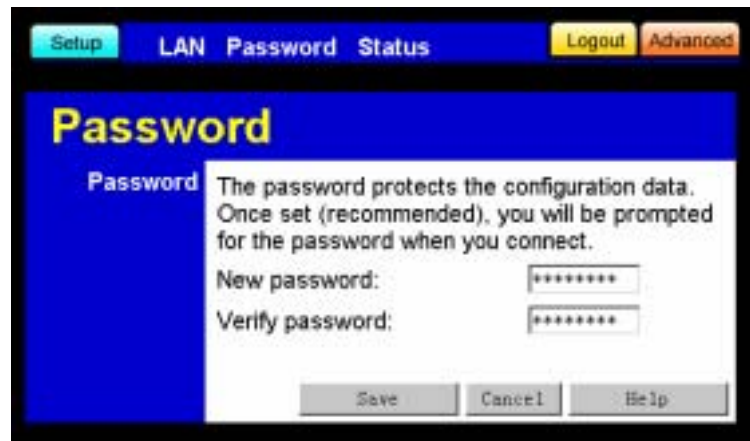 Setup LAN Password Status Logout Advanced
Password
Password
The password protects the configuration data.
Once set (recommended), you will be prompted
for the password when you connect.
New password: ********
Verify password: ********
Save Cancel Help